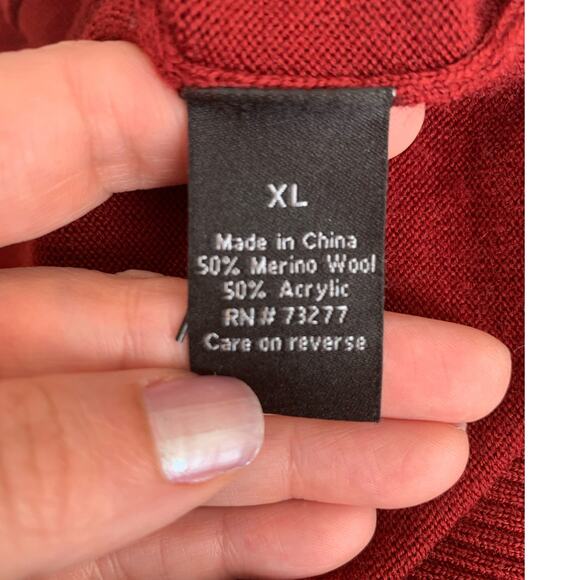 XL
Made in China
50% Merino Wool
50% Acrylic
RN # 73277
Care on reverse